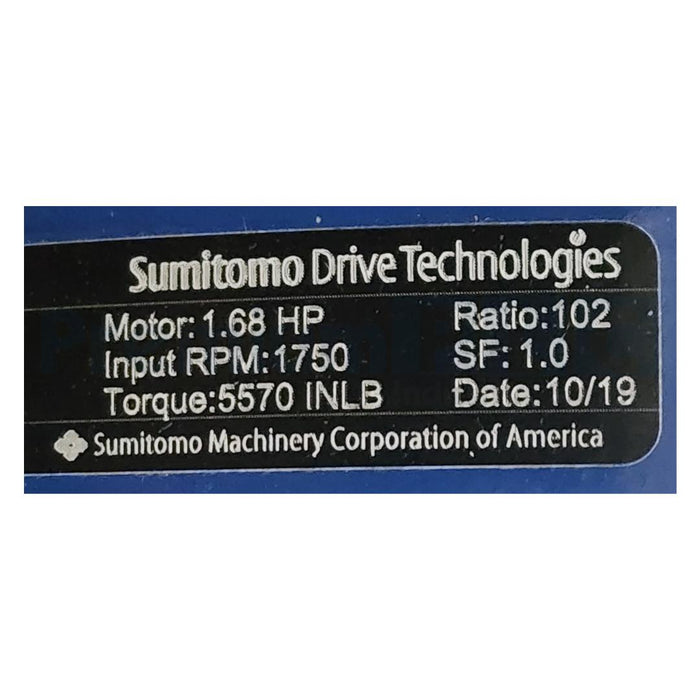 Sumitomo Drive Technologies
Motor: 1.68 HP Ratio:102
Input RPM:1750 SF: 1.0
Torque:5570 INLB Date:10/19
Sumitomo Machinery Corporation of America